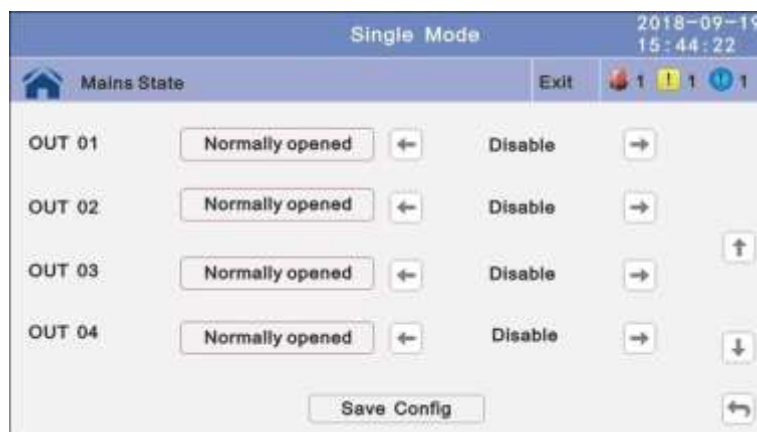 Single Mode
2018-09-19
15:44:22
Mains State
Exit
1 ! 1 1
OUT 01 Normally opened Disable
OUT 02 Normally opened Disable
OUT 03 Normally opened Disable
OUT 04 Normally opened Disable
Save Config